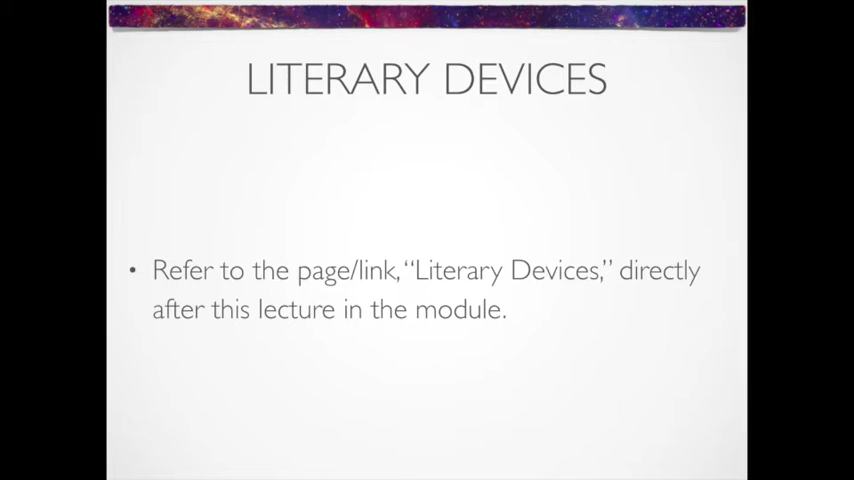 LITERARY DEVICES
• Refer to the page/link, “Literary Devices,” directly
after this lecture in the module.